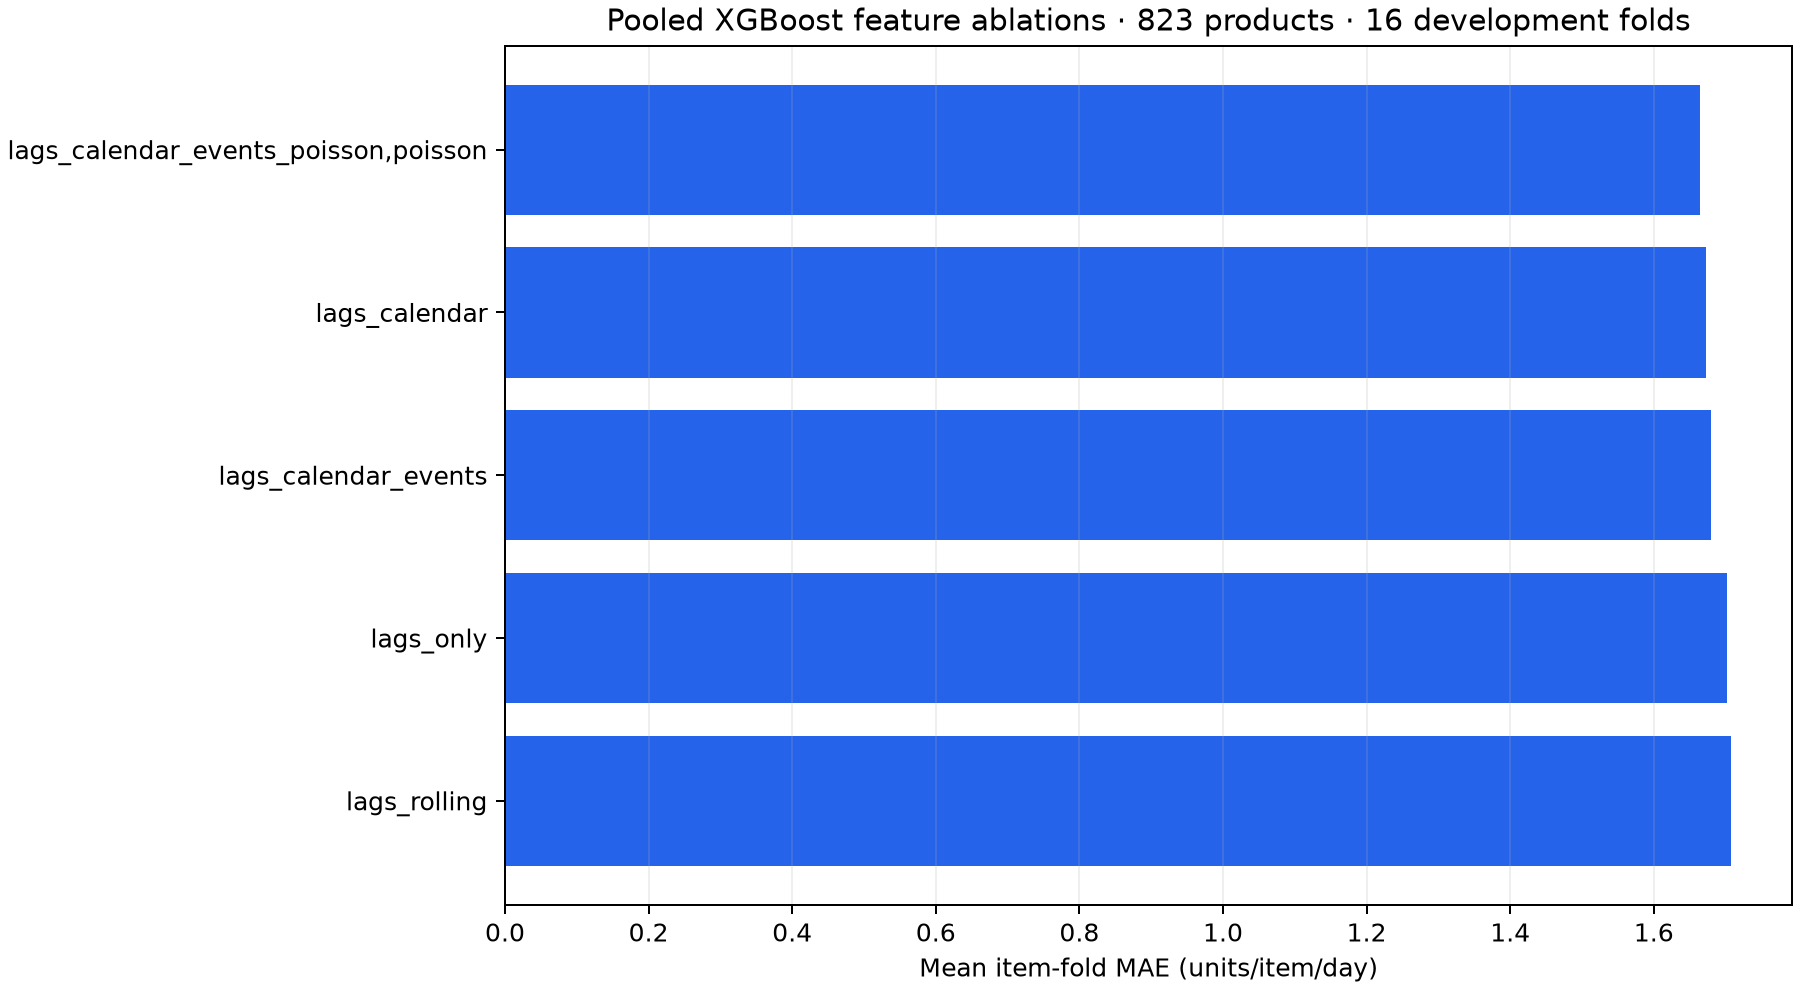 Pooled XGBoost feature ablations · 823 products · 16 development folds
lags_calendar_events_poisson,poisson
lags_calendar
lags_calendar_events
lags_only
lags_rolling
0.0 0.2 0.4 0.6 0.8 1.0 1.2 1.4 1.6
Mean item-fold MAE (units/item/day)